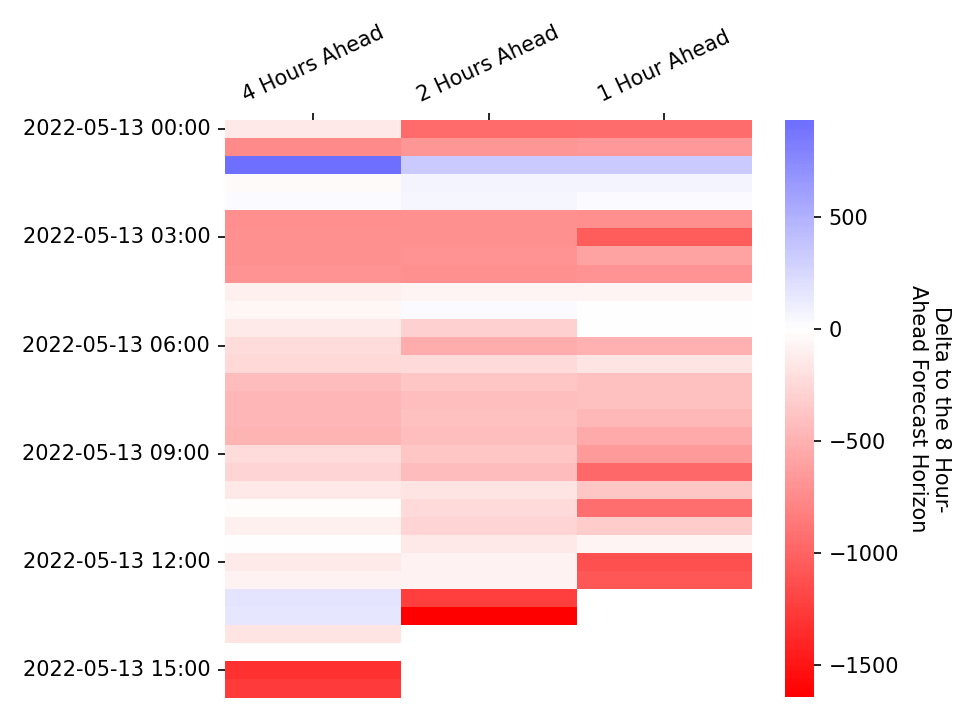 4 Hours Ahead
2 Hours Ahead
1 Hour Ahead
2022-05-13 00:00
2022-05-13 03:00
2022-05-13 06:00
2022-05-13 09:00
2022-05-13 12:00
2022-05-13 15:00
500
0
−500
−1000
−1500
Delta to the 8 Hour-
Ahead Forecast Horizon